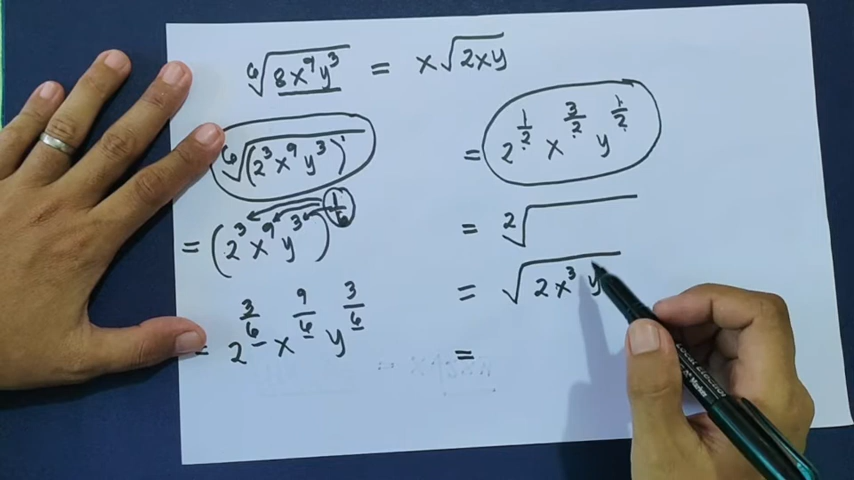 ⁶√(8x⁹y³) = x√(2xy)
⁶√(2³x⁹y³)¹
= (2³x⁹y³)^(1/6)
= 2^(3/6) x^(9/6) y^(3/6)
= 2^(1/2) x^(3/2) y^(1/2)
= ²√
= √(2x³y)
=